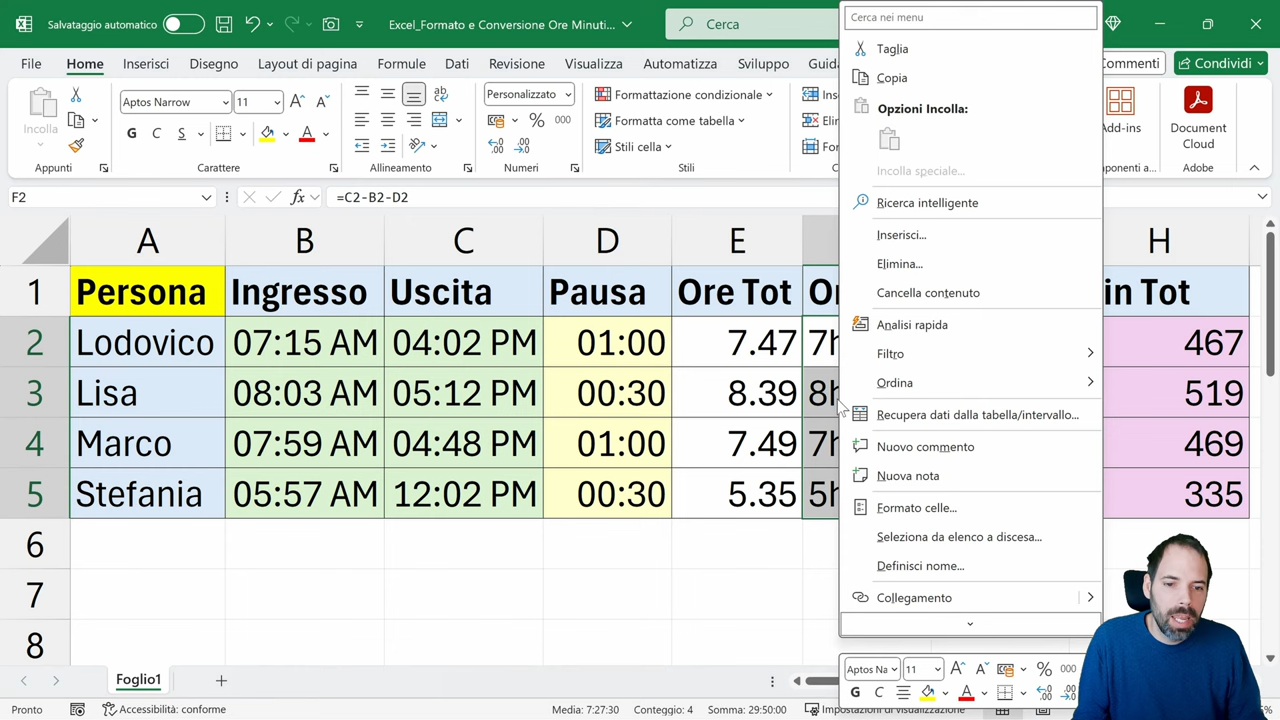 Salvataggio automatico
Excel_Formato e Conversione Ore Minuti...
Cerca
File
Home
Inserisci
Disegno
Layout di pagina
Formule
Dati
Revisione
Visualizza
Automatizza
Sviluppo
Condividi
Incolla
Aptos Narrow
11
G C S
Personalizzato
% 000
Formattazione condizionale
Formatta come tabella
Stili cella
Document
Cloud
Appunti
Carattere
Allineamento
Numeri
Stili
Adobe
F2
fx
=C2-B2-D2
A B C D E H
1 Persona Ingresso Uscita Pausa Ore Tot
2 Lodovico 07:15 AM 04:02 PM 01:00 7.47 7h 467
3 Lisa 08:03 AM 05:12 PM 00:30 8.39 8h 519
4 Marco 07:59 AM 04:48 PM 01:00 7.49 7h 469
5 Stefania 05:57 AM 12:02 PM 00:30 5.35 5h 335
6
7
8
Cerca nei menu
Taglia
Copia
Opzioni Incolla:
Incolla speciale...
Ricerca intelligente
Inserisci...
Elimina...
Cancella contenuto
Analisi rapida
Filtro
Ordina
Recupera dati dalla tabella/intervallo...
Nuovo commento
Nuova nota
Formato celle...
Seleziona da elenco a discesa...
Definisci nome...
Collegamento
11
% 000
G C
Foglio1
Pronto
Accessibilità: conforme
Media: 7:27:30
Conteggio: 4
Somma: 29:50:00
Impostazioni di visualizzazione